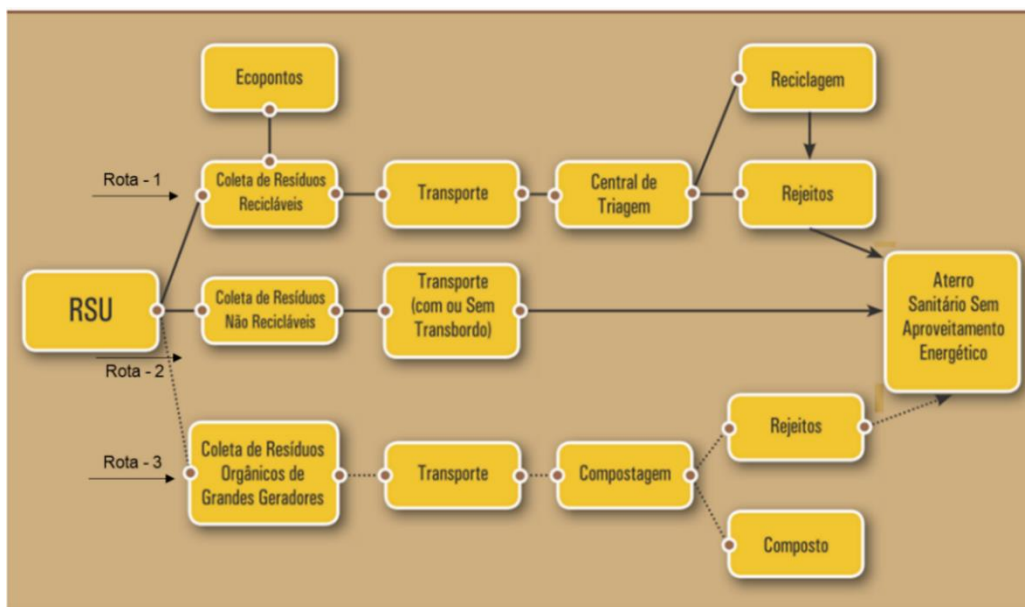 Ecopontos
Reciclagem
Rota - 1
Coleta de Resíduos
Recicláveis
Transporte
Central de
Triagem
Rejeitos
RSU
Coleta de Resíduos
Não Recicláveis
Transporte
(com ou Sem
Transbordo)
Aterro
Sanitário Sem
Aproveitamento
Energético
Rota - 2
Rota - 3
Coleta de Resíduos
Orgânicos de
Grandes Geradores
Transporte
Compostagem
Rejeitos
Composto